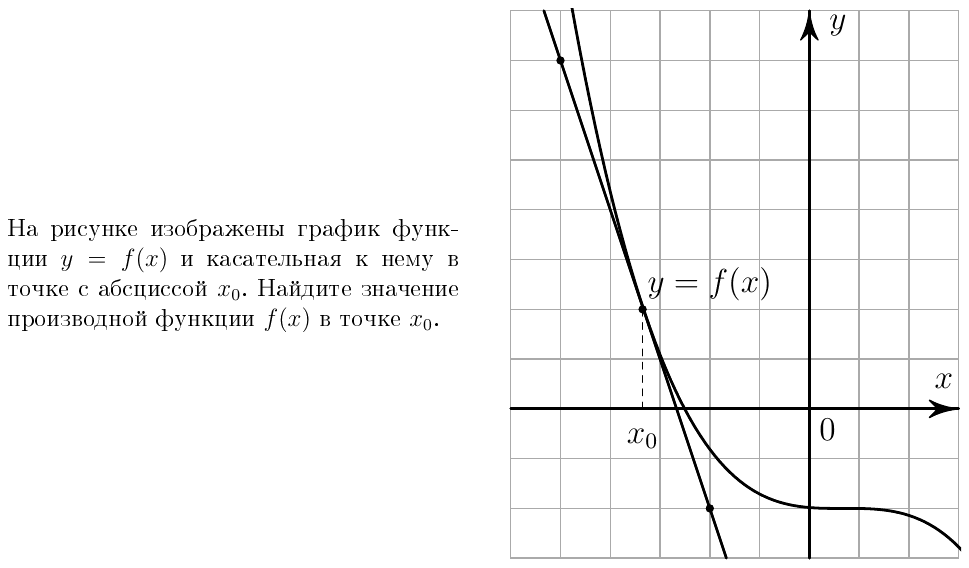 На рисунке изображены график функ-
ции y = f(x) и касательная к нему в
точке с абсциссой x₀. Найдите значение
производной функции f(x) в точке x₀.
y
y = f(x)
x
x₀
0